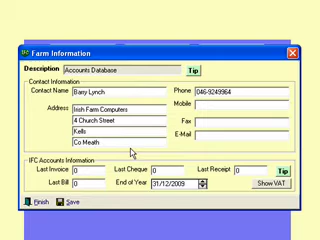 IFC Farm Information
Description Accounts Database Tip
Contact Information
Contact Name Barry Lynch Phone 046-9249964
Mobile
Address Irish Farm Computers
4 Church Street Fax
Kells
E-Mail
Co Meath
IFC Accounts Information
Last Invoice 0 Last Cheque 0 Last Receipt 0 Tip
Last Bill 0 End of Year 31/12/2009 Show VAT
Finish Save